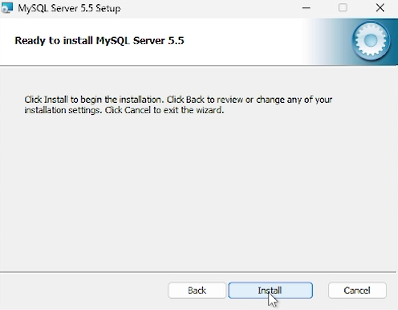 MySQL Server 5.5 Setup
Ready to install MySQL Server 5.5
Click Install to begin the installation. Click Back to review or change any of your
installation settings. Click Cancel to exit the wizard.
Back Install Cancel